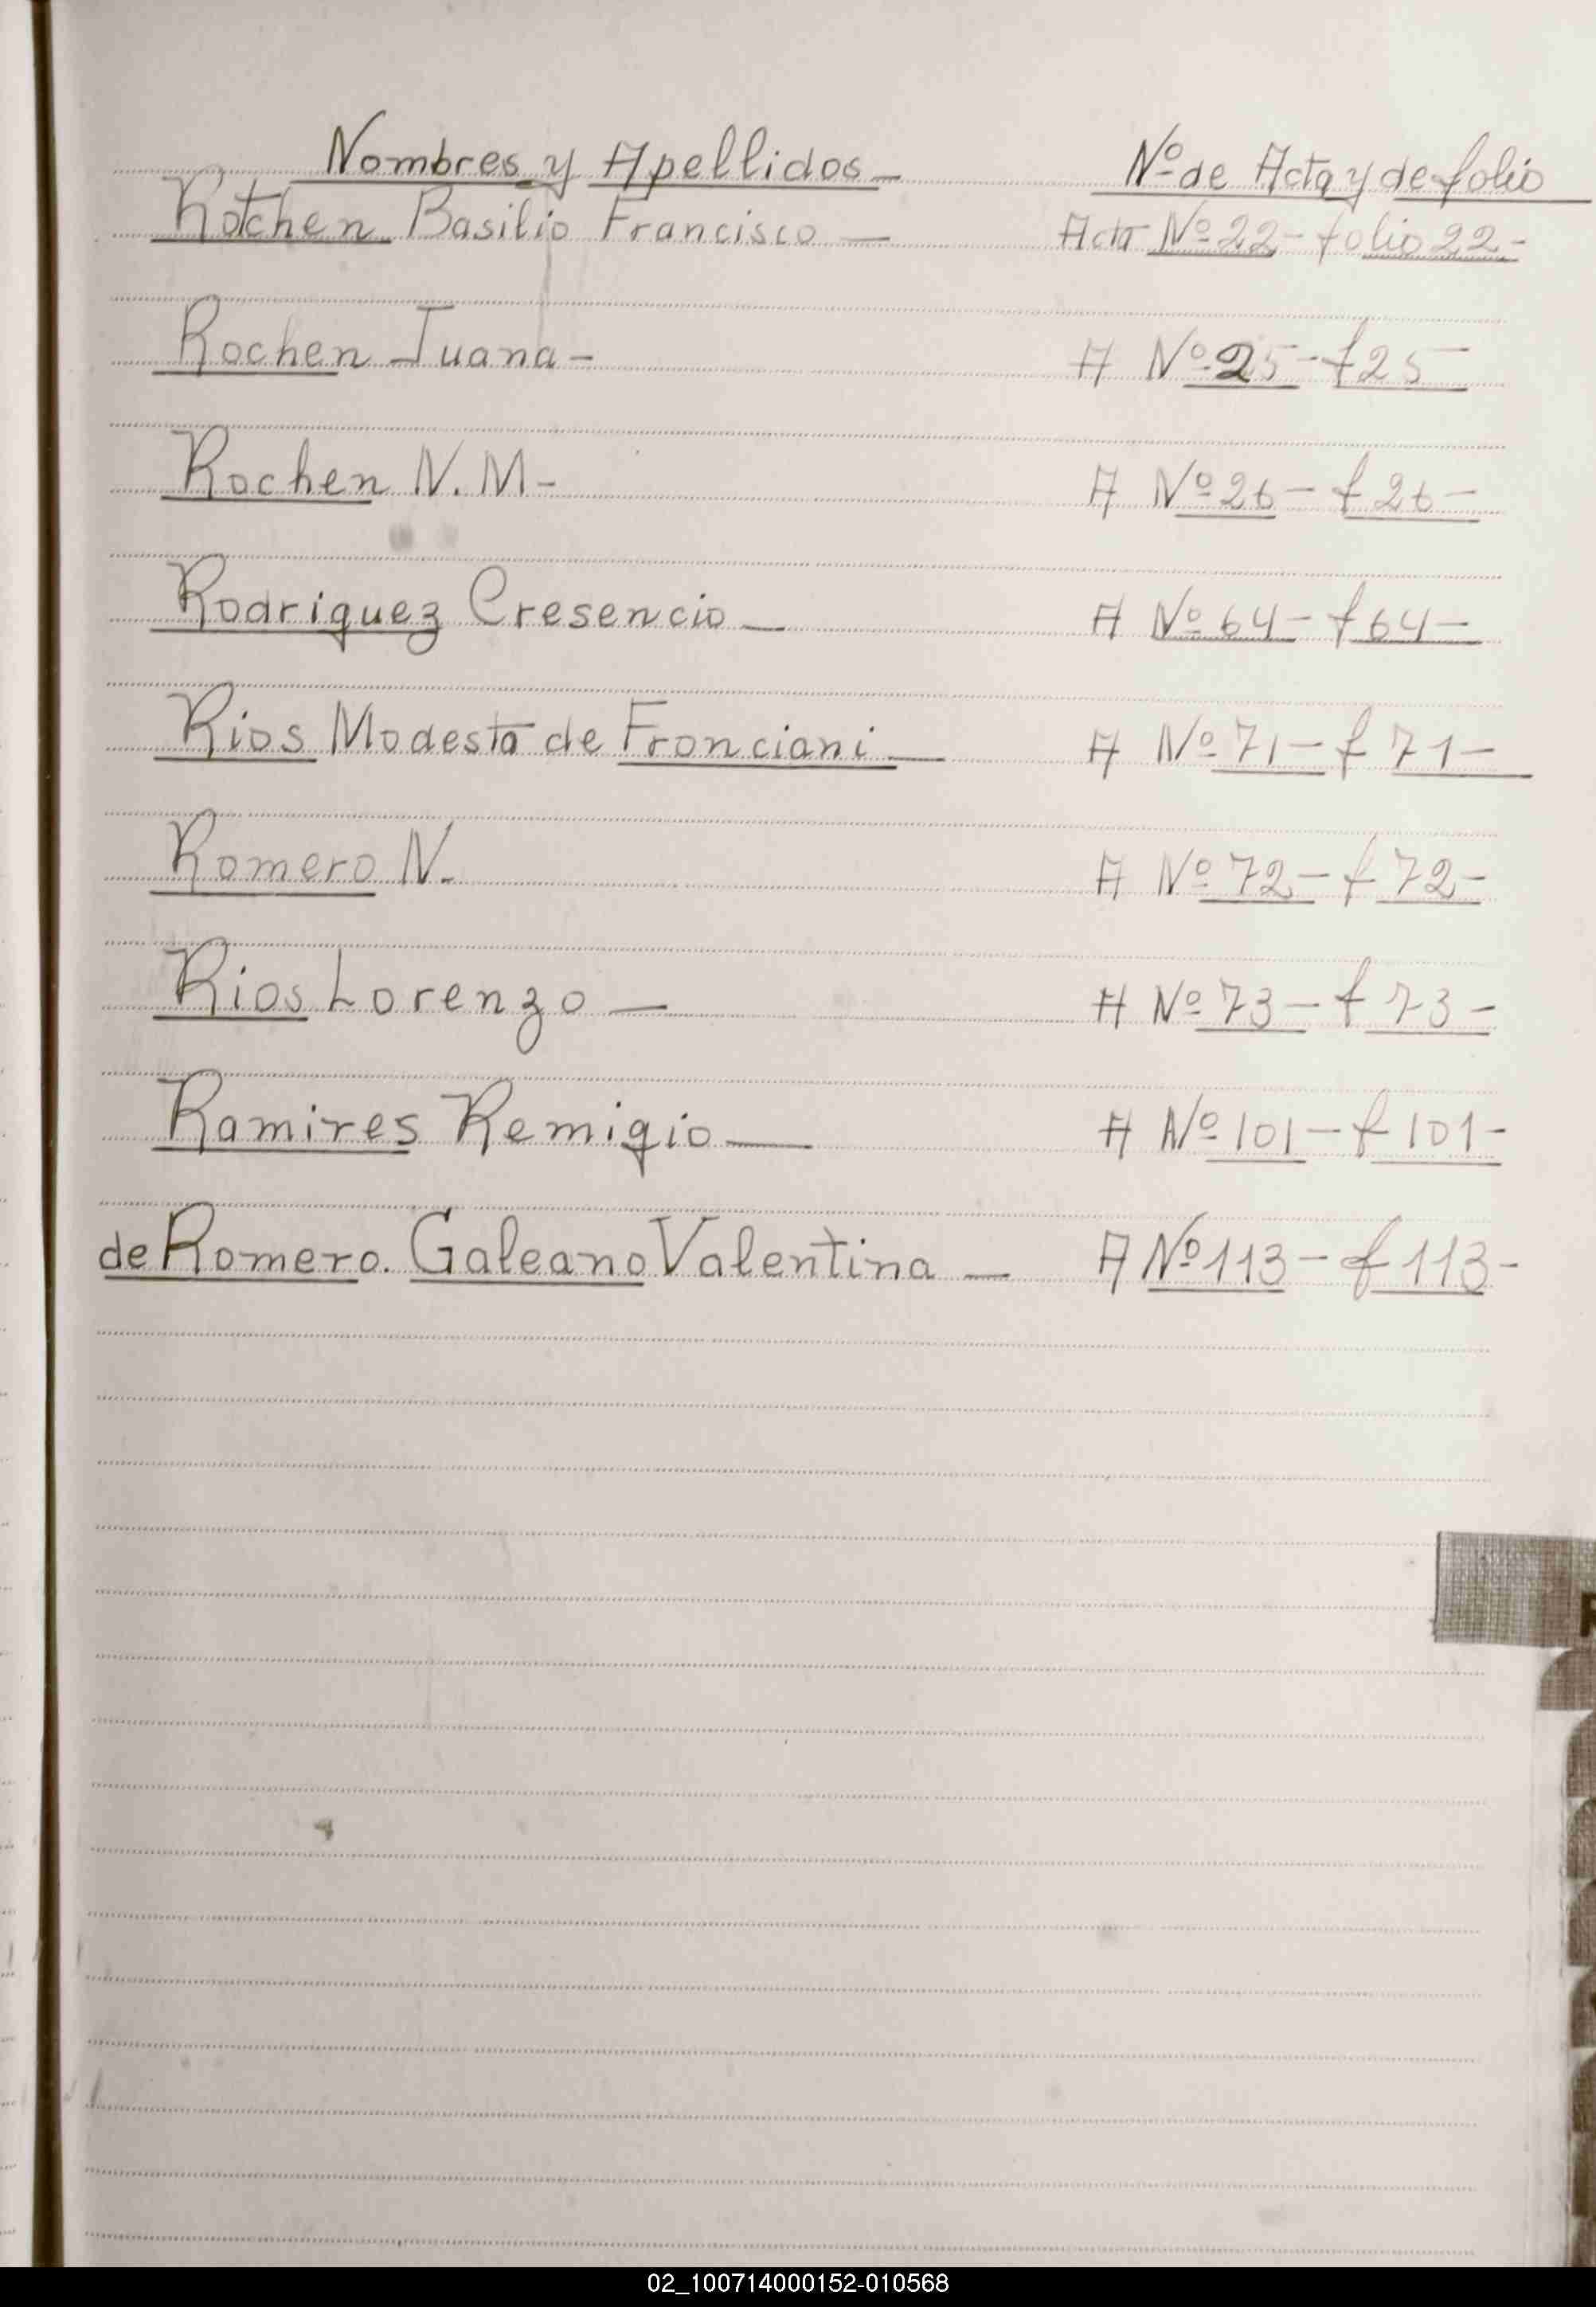 Nombres y Apellidos - Nº de Acta y de folio
Rotchen Basilio Francisco - Acta Nº 22 - folio 22 -
Rochen Juana - A Nº 25 - f 25 -
Rochen N. M - A Nº 26 - f 26 -
Rodriguez Cresencio - A Nº 64 - f 64 -
Rios Modesta de Fronciani - A Nº 71 - f 71 -
Romero N. A Nº 72 - f 72 -
Rios Lorenzo - A Nº 73 - f 73 -
Ramires Remigio - A Nº 101 - f 101 -
de Romero. Galeano Valentina - A Nº 113 - f 113 -
R
02_100714000152-010568